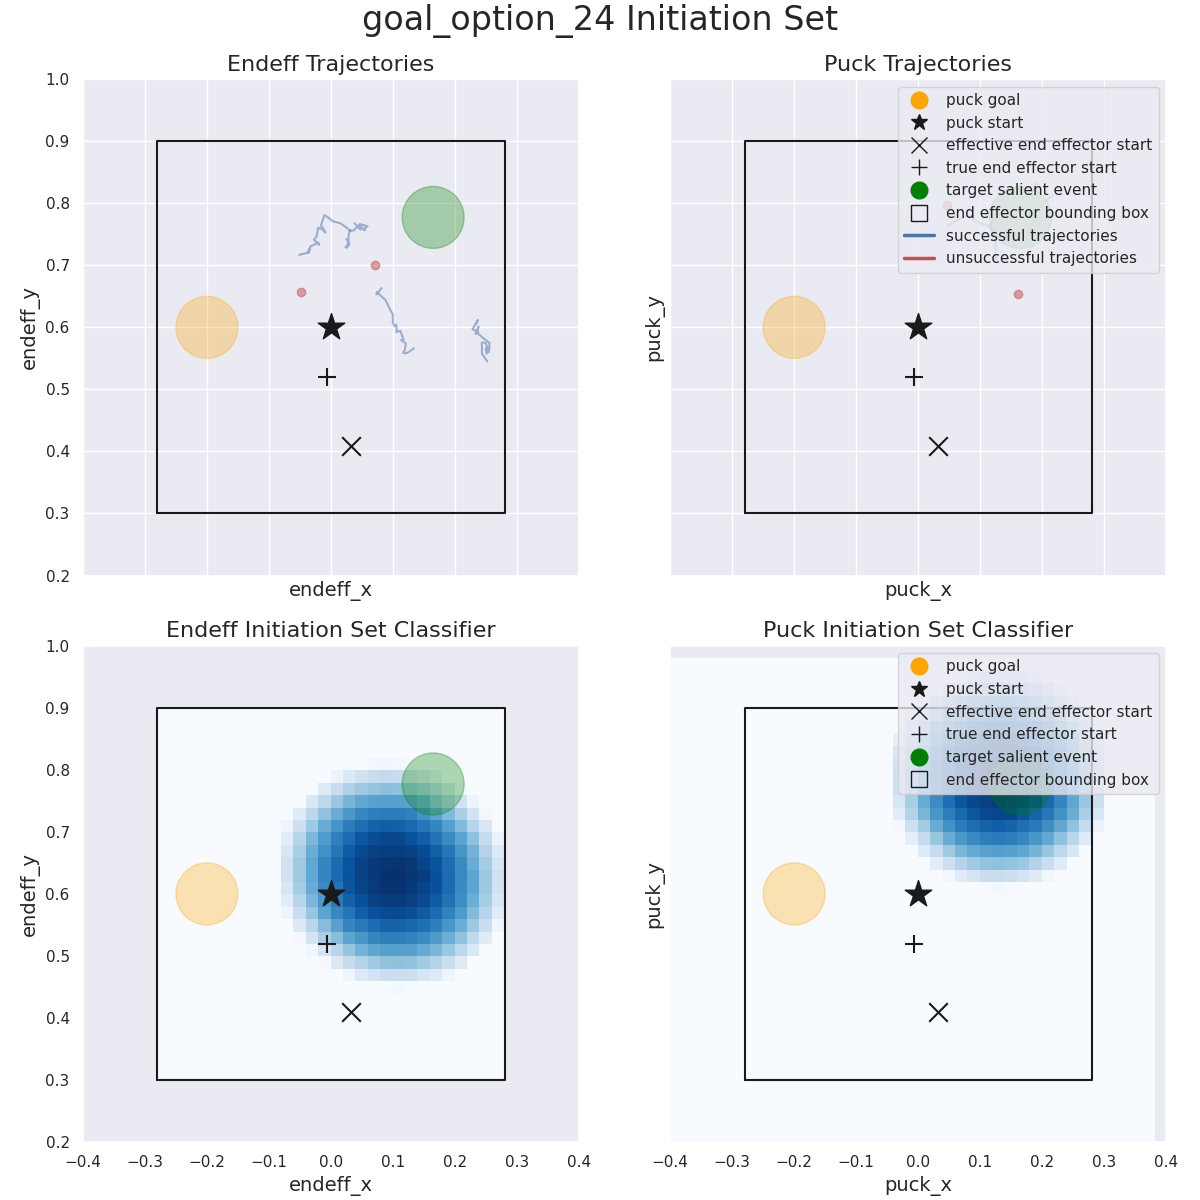 goal_option_24 Initiation Set
Endeff Trajectories
Puck Trajectories
1.0
0.9
0.8
0.7
0.6
0.5
0.4
0.3
0.2
endeff_y
endeff_x
puck goal
puck start
effective end effector start
true end effector start
target salient event
end effector bounding box
successful trajectories
unsuccessful trajectories
puck_y
puck_x
Endeff Initiation Set Classifier
Puck Initiation Set Classifier
1.0
0.9
0.8
0.7
0.6
0.5
0.4
0.3
0.2
endeff_y
−0.4 −0.3 −0.2 −0.1 0.0 0.1 0.2 0.3 0.4
endeff_x
puck goal
puck start
effective end effector start
true end effector start
target salient event
end effector bounding box
puck_y
−0.4 −0.3 −0.2 −0.1 0.0 0.1 0.2 0.3 0.4
puck_x